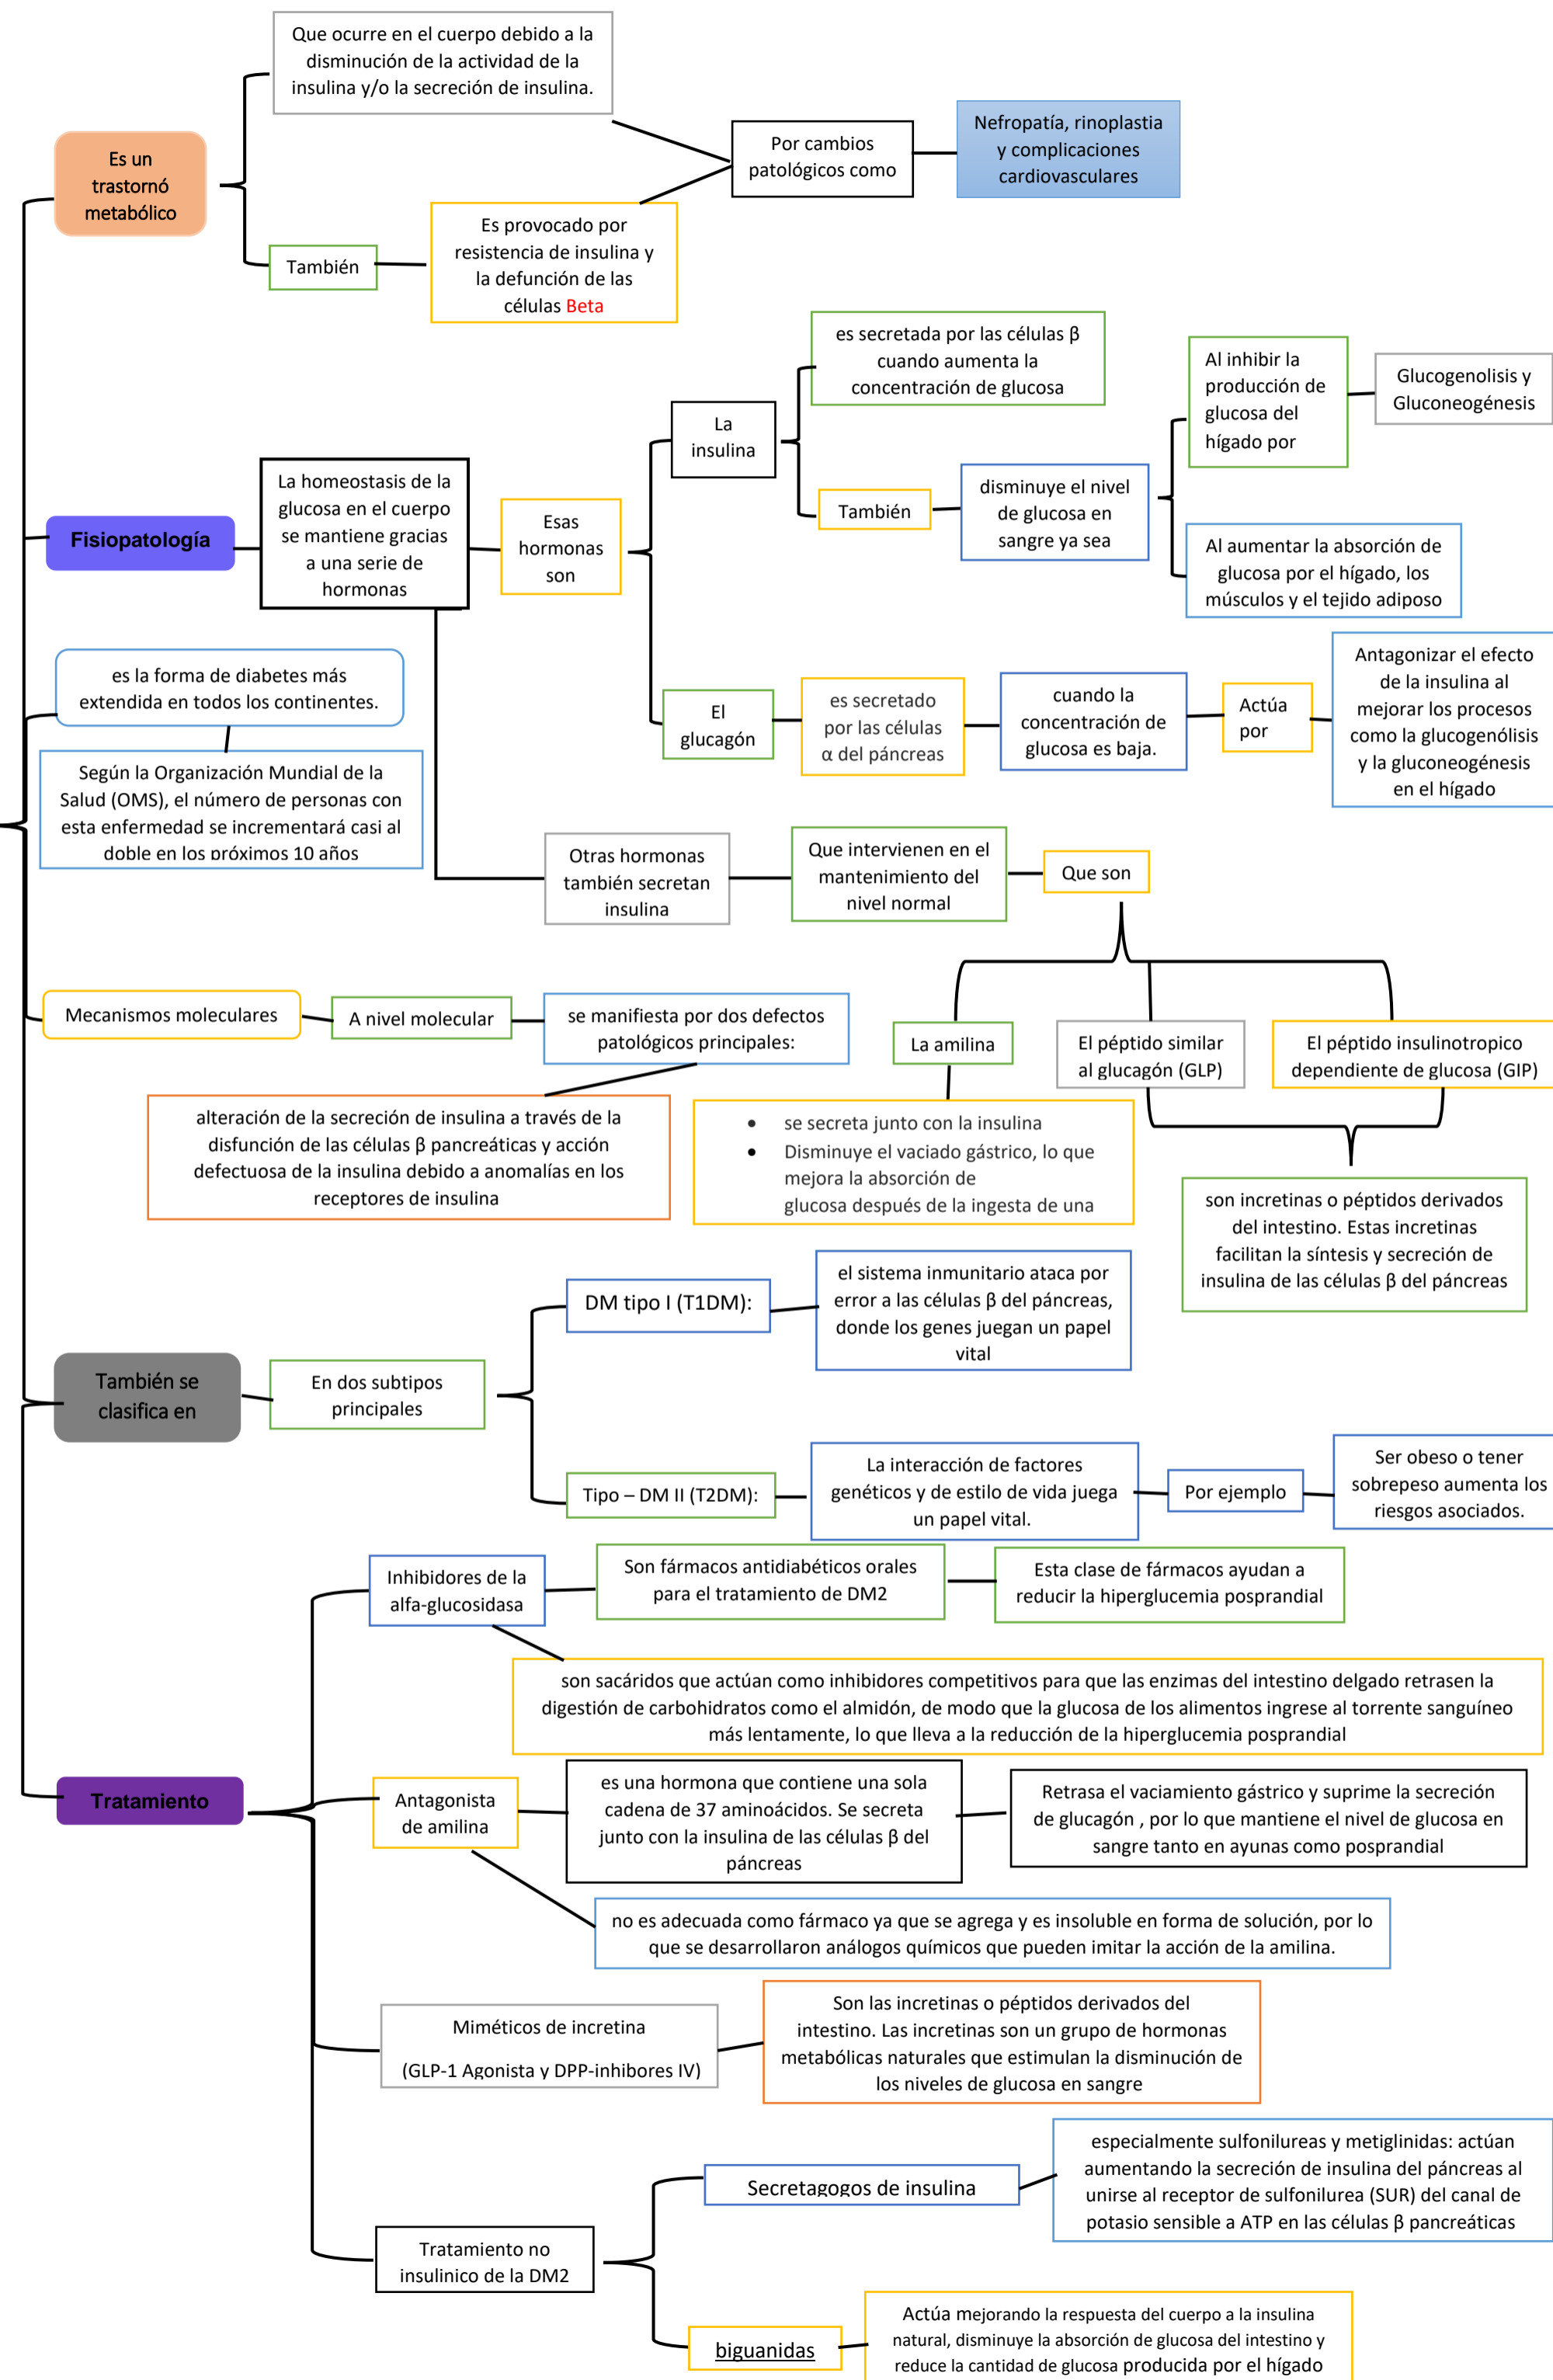 Que ocurre en el cuerpo debido a la
disminución de la actividad de la
insulina y/o la secreción de insulina.
Es un
trastornó
metabólico
Por cambios
patológicos como
Nefropatía, rinoplastia
y complicaciones
cardiovasculares
También
Es provocado por
resistencia de insulina y
la defunción de las
células Beta
Fisiopatología
La homeostasis de la
glucosa en el cuerpo
se mantiene gracias
a una serie de
hormonas
Esas
hormonas
son
La
insulina
es secretada por las células β
cuando aumenta la
concentración de glucosa
También
disminuye el nivel
de glucosa en
sangre ya sea
Al inhibir la
producción de
glucosa del
hígado por
Glucogenolisis y
Gluconeogénesis
Al aumentar la absorción de
glucosa por el hígado, los
músculos y el tejido adiposo
El
glucagón
es secretado
por las células
α del páncreas
cuando la
concentración de
glucosa es baja.
Actúa
por
Antagonizar el efecto
de la insulina al
mejorar los procesos
como la glucogenólisis
y la gluconeogénesis
en el hígado
es la forma de diabetes más
extendida en todos los continentes.
Según la Organización Mundial de la
Salud (OMS), el número de personas con
esta enfermedad se incrementará casi al
doble en los próximos 10 años
Otras hormonas
también secretan
insulina
Que intervienen en el
mantenimiento del
nivel normal
Que son
La amilina
El péptido similar
al glucagón (GLP)
El péptido insulinotropico
dependiente de glucosa (GIP)
• se secreta junto con la insulina
• Disminuye el vaciado gástrico, lo que
mejora la absorción de
glucosa después de la ingesta de una
son incretinas o péptidos derivados
del intestino. Estas incretinas
facilitan la síntesis y secreción de
insulina de las células β del páncreas
Mecanismos moleculares
A nivel molecular
se manifiesta por dos defectos
patológicos principales:
alteración de la secreción de insulina a través de la
disfunción de las células β pancreáticas y acción
defectuosa de la insulina debido a anomalías en los
receptores de insulina
También se
clasifica en
En dos subtipos
principales
DM tipo I (T1DM):
el sistema inmunitario ataca por
error a las células β del páncreas,
donde los genes juegan un papel
vital
Tipo – DM II (T2DM):
La interacción de factores
genéticos y de estilo de vida juega
un papel vital.
Por ejemplo
Ser obeso o tener
sobrepeso aumenta los
riesgos asociados.
Tratamiento
Inhibidores de la
alfa-glucosidasa
Son fármacos antidiabéticos orales
para el tratamiento de DM2
Esta clase de fármacos ayudan a
reducir la hiperglucemia posprandial
son sacáridos que actúan como inhibidores competitivos para que las enzimas del intestino delgado retrasen la
digestión de carbohidratos como el almidón, de modo que la glucosa de los alimentos ingrese al torrente sanguíneo
más lentamente, lo que lleva a la reducción de la hiperglucemia posprandial
Antagonista
de amilina
es una hormona que contiene una sola
cadena de 37 aminoácidos. Se secreta
junto con la insulina de las células β del
páncreas
Retrasa el vaciamiento gástrico y suprime la secreción
de glucagón , por lo que mantiene el nivel de glucosa en
sangre tanto en ayunas como posprandial
no es adecuada como fármaco ya que se agrega y es insoluble en forma de solución, por lo
que se desarrollaron análogos químicos que pueden imitar la acción de la amilina.
Miméticos de incretina
(GLP-1 Agonista y DPP-inhibores IV)
Son las incretinas o péptidos derivados del
intestino. Las incretinas son un grupo de hormonas
metabólicas naturales que estimulan la disminución de
los niveles de glucosa en sangre
Tratamiento no
insulinico de la DM2
Secretagogos de insulina
especialmente sulfonilureas y metiglinidas: actúan
aumentando la secreción de insulina del páncreas al
unirse al receptor de sulfonilurea (SUR) del canal de
potasio sensible a ATP en las células β pancreáticas
biguanidas
Actúa mejorando la respuesta del cuerpo a la insulina
natural, disminuye la absorción de glucosa del intestino y
reduce la cantidad de glucosa producida por el hígado